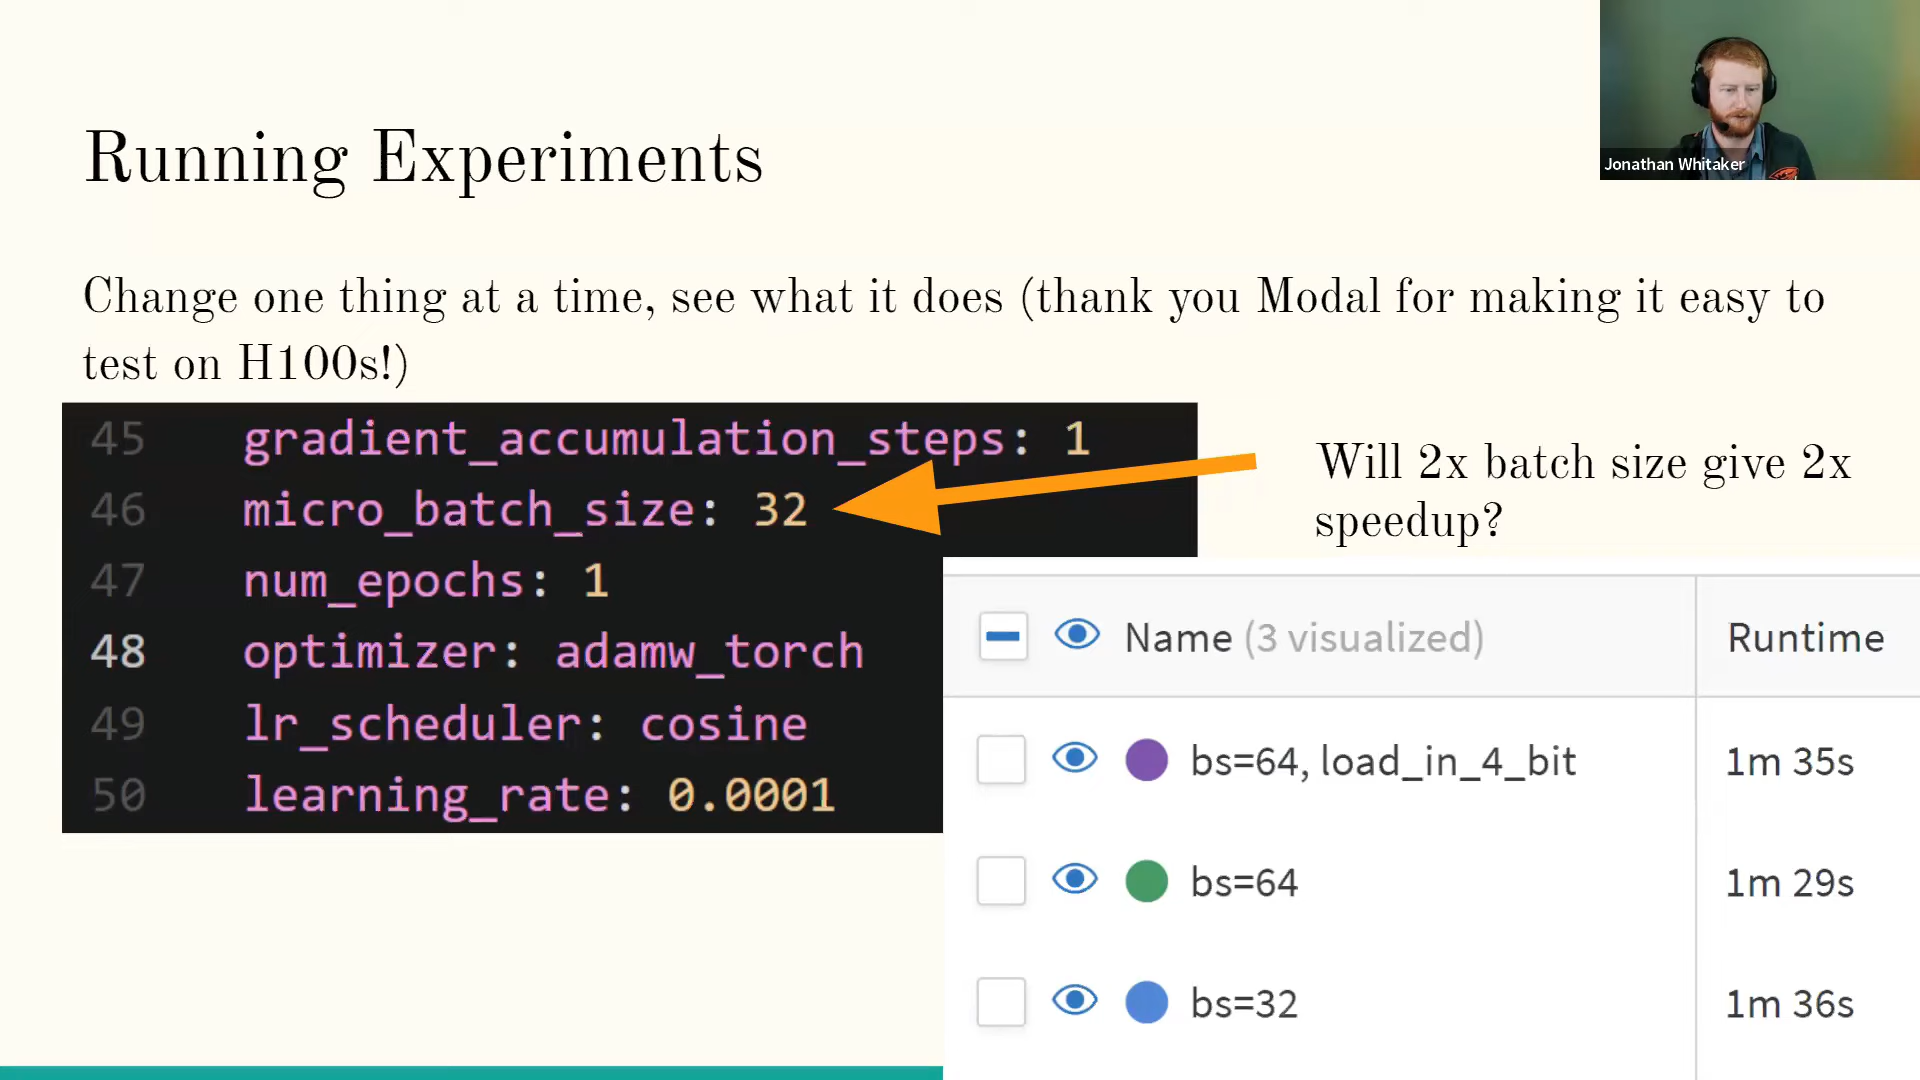 Jonathan Whitaker
Running Experiments
Change one thing at a time, see what it does (thank you Modal for making it easy to
test on H100s!)
45 gradient_accumulation_steps: 1
46 micro_batch_size: 32
47 num_epochs: 1
48 optimizer: adamw_torch
49 lr_scheduler: cosine
50 learning_rate: 0.0001
Will 2x batch size give 2x
speedup?
Name (3 visualized) Runtime
bs=64, load_in_4_bit 1m 35s
bs=64 1m 29s
bs=32 1m 36s